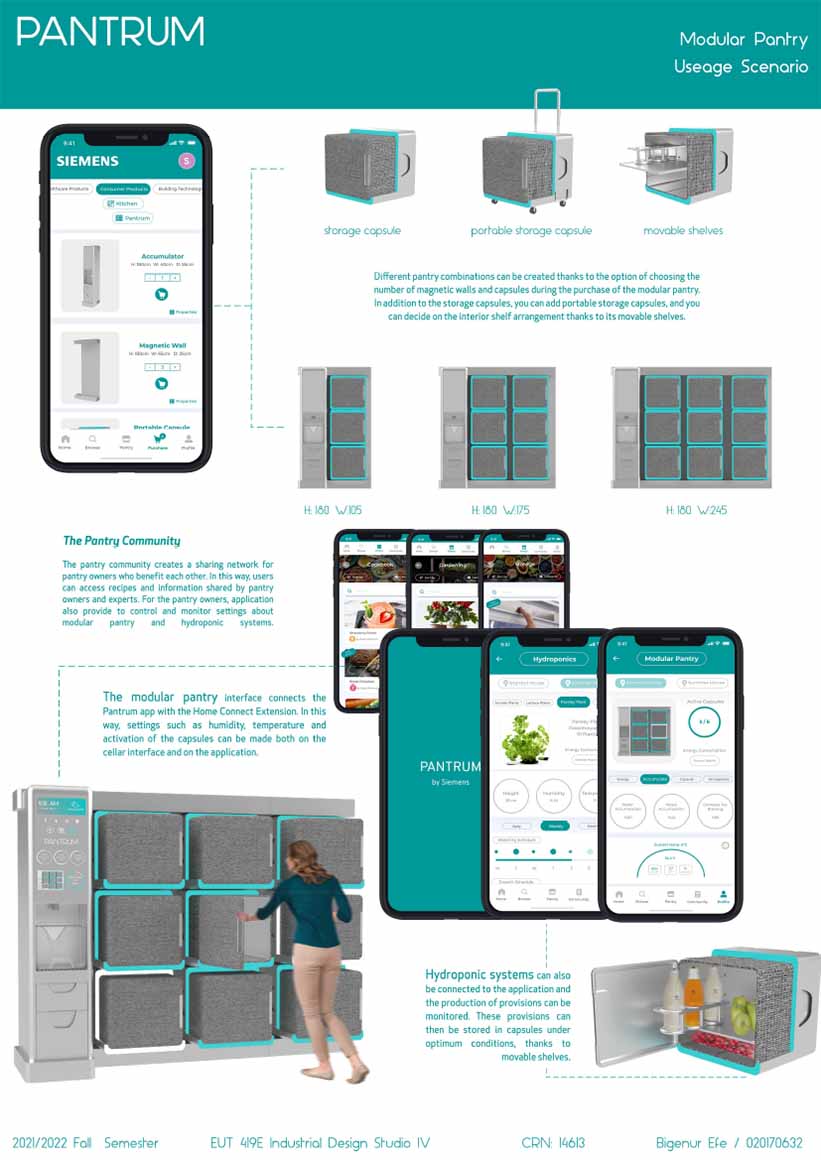 PANTRUM
Modular Pantry
Useage Scenario
9:41
SIEMENS
S
Consumer Products
Kitchen
Pantrum
Accumulator
Properties
Magnetic Wall
Properties
Portable Capsule
Home
Browse
Pantry
Purchase
Profile
storage capsule
portable storage capsule
movable shelves
Different pantry combinations can be created thanks to the option of choosing the
number of magnetic walls and capsules during the purchase of the modular pantry.
In addition to the storage capsules, you can add portable storage capsules, and you
can decide on the interior shelf arrangement thanks to its movable shelves.
H: 180 W:105
H: 180 W:175
H: 180 W:245
The Pantry Community
The pantry community creates a sharing network for
pantry owners who benefit each other. In this way, users
can access recipes and information shared by pantry
owners and experts. For the pantry owners, application
also provide to control and monitor settings about
modular pantry and hydroponic systems.
The modular pantry interface connects the
Pantrum app with the Home Connect Extension. In this
way, settings such as humidity, temperature and
activation of the capsules can be made both on the
cellar interface and on the application.
PANTRUM
by Siemens
9:41
Hydroponics
Height
Humidity
Weekly
9:41
Modular Pantry
Active Capsules
Energy Consumption
Accumulator
Home
Browse
Pantry
Community
Profile
PANTRUM
Hydroponic systems can also
be connected to the application and
the production of provisions can be
monitored. These provisions can
then be stored in capsules under
optimum conditions, thanks to
movable shelves.
2021/2022 Fall Semester
EUT 419E Industrial Design Studio IV
CRN: 14613
Bigenur Efe / 020170632